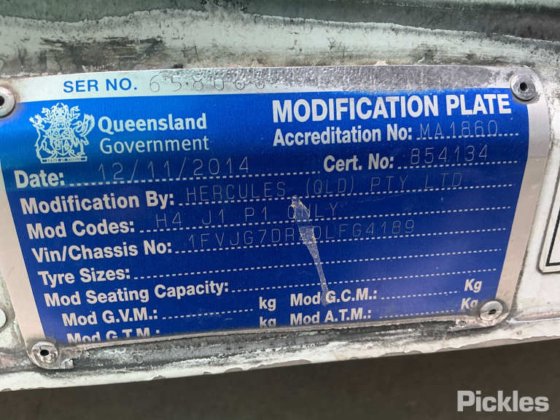 SER NO.
Queensland
Government
MODIFICATION PLATE
Accreditation No: MA1860
Date: 12/11/2014 Cert. No: 854134
Modification By: HERCULES (QLD) PTY LTD
Mod Codes: H4 J1 P1 ONLY
Vin/Chassis No:
Tyre Sizes:
Mod Seating Capacity: Kg
Mod G.V.M.: kg Mod G.C.M.: Kg
Mod G.T.M.: kg Mod A.T.M.: Kg
Pickles